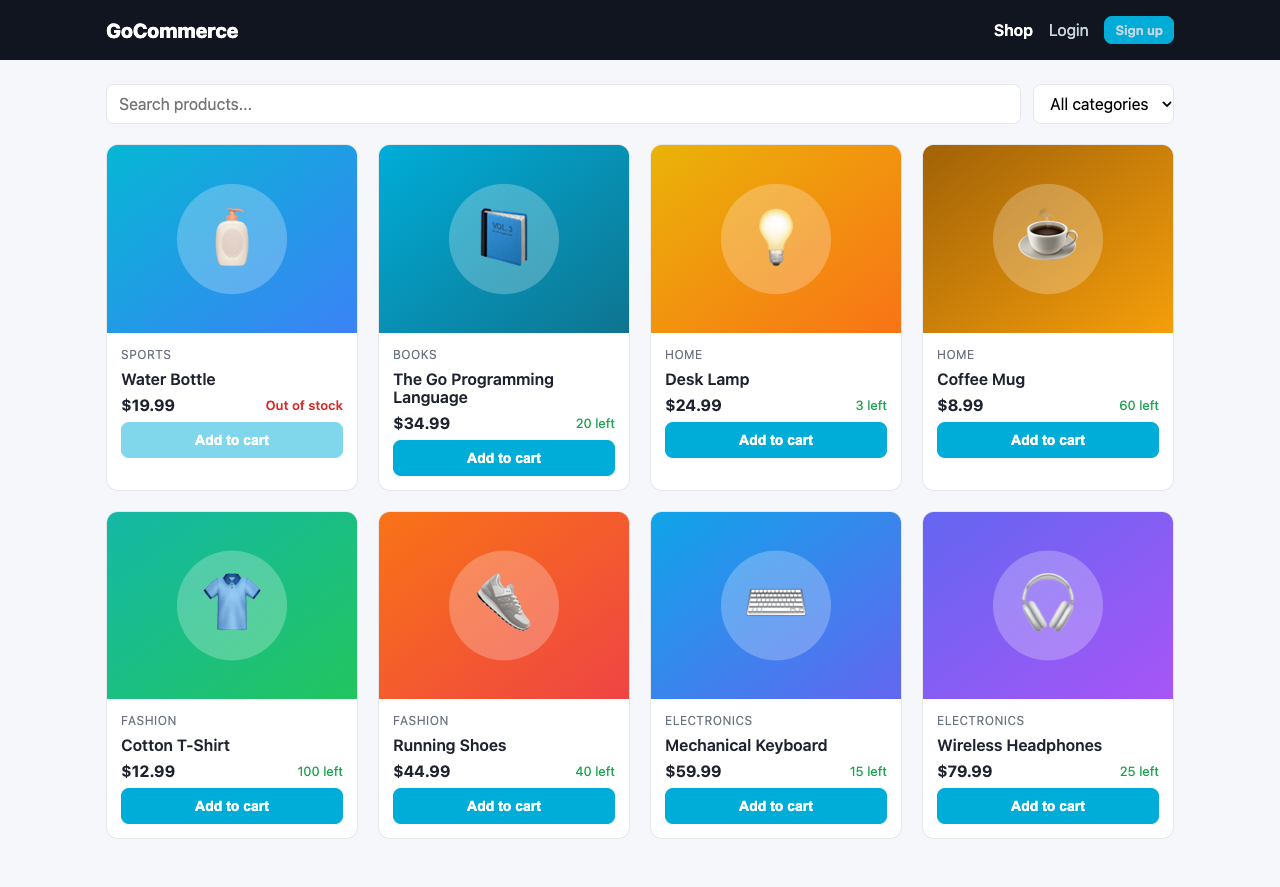 GoCommerce
Shop Login Sign up
Search products...
All categories
VOL. 3
SPORTS
Water Bottle
$19.99 Out of stock
Add to cart
BOOKS
The Go Programming
Language
$34.99 20 left
Add to cart
HOME
Desk Lamp
$24.99 3 left
Add to cart
HOME
Coffee Mug
$8.99 60 left
Add to cart
FASHION
Cotton T-Shirt
$12.99 100 left
Add to cart
FASHION
Running Shoes
$44.99 40 left
Add to cart
ELECTRONICS
Mechanical Keyboard
$59.99 15 left
Add to cart
ELECTRONICS
Wireless Headphones
$79.99 25 left
Add to cart